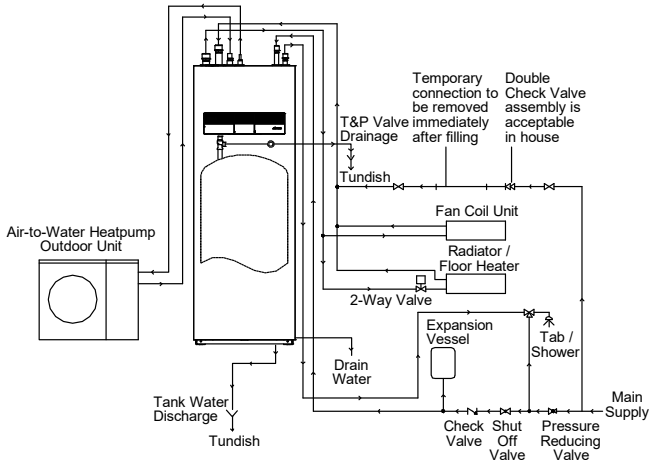 Temporary
connection to
be removed
immediately
after filling
Double
Check Valve
assembly is
acceptable
in house
T&P Valve
Drainage
Tundish
Fan Coil Unit
Air-to-Water Heatpump
Outdoor Unit
Radiator /
Floor Heater
2-Way Valve
Expansion
Vessel
Tab /
Shower
Drain
Water
Tank Water
Discharge
Tundish
Main
Supply
Check
Valve
Shut
Off
Valve
Pressure
Reducing
Valve